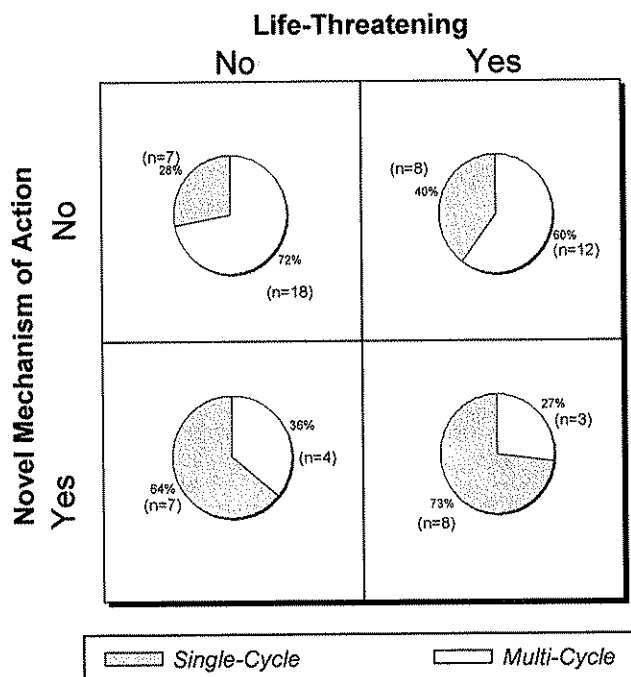 Life-Threatening
No Yes
Novel Mechanism of Action
No
Yes
(n=7)
28%
72%
(n=18)
(n=8)
40%
60%
(n=12)
36%
(n=4)
64%
(n=7)
27%
(n=3)
73%
(n=8)
Single-Cycle Multi-Cycle